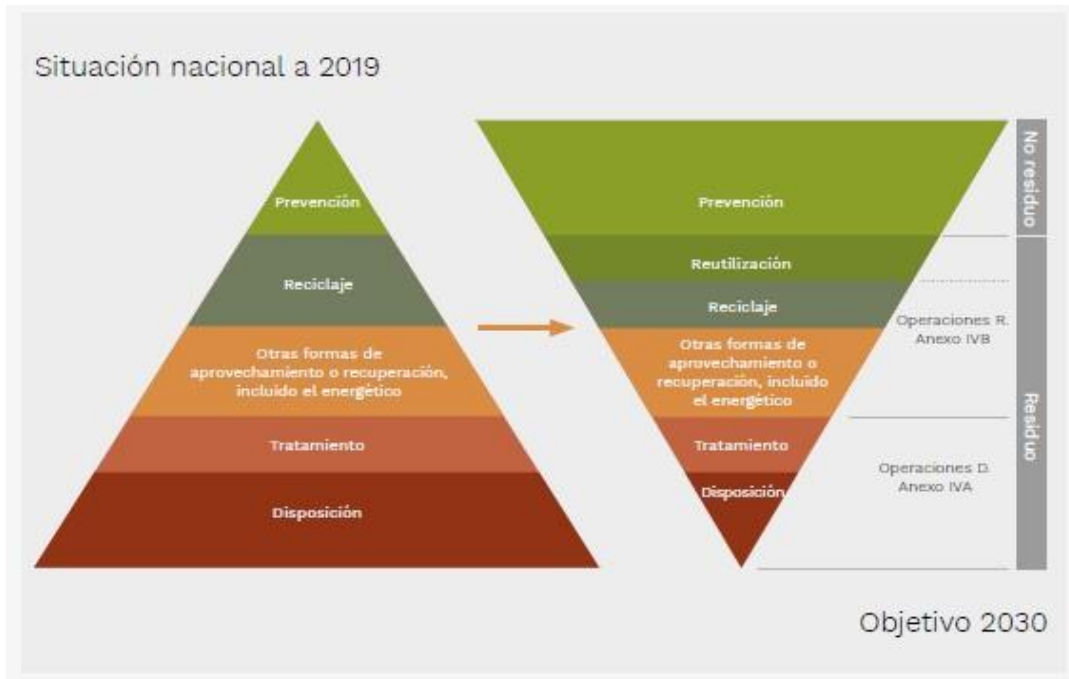 Situación nacional a 2019
Prevención
Reciclaje
Otras formas de
aprovechamiento o recuperación,
incluido el energético
Tratamiento
Disposición
Prevención
Reutilización
Reciclaje
Otras formas de
aprovechamiento o
recuperación, incluido
el energético
Tratamiento
Disposición
No residuo
Operaciones R.
Anexo IVB
Residuo
Operaciones D.
Anexo IVA
Objetivo 2030